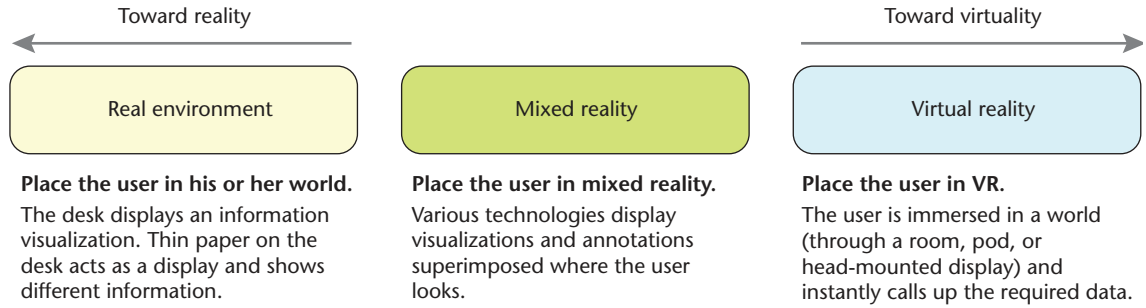 Toward reality
Toward virtuality
Real environment
Mixed reality
Virtual reality
Place the user in his or her world.
The desk displays an information
visualization. Thin paper on the
desk acts as a display and shows
different information.
Place the user in mixed reality.
Various technologies display
visualizations and annotations
superimposed where the user
looks.
Place the user in VR.
The user is immersed in a world
(through a room, pod, or
head-mounted display) and
instantly calls up the required data.